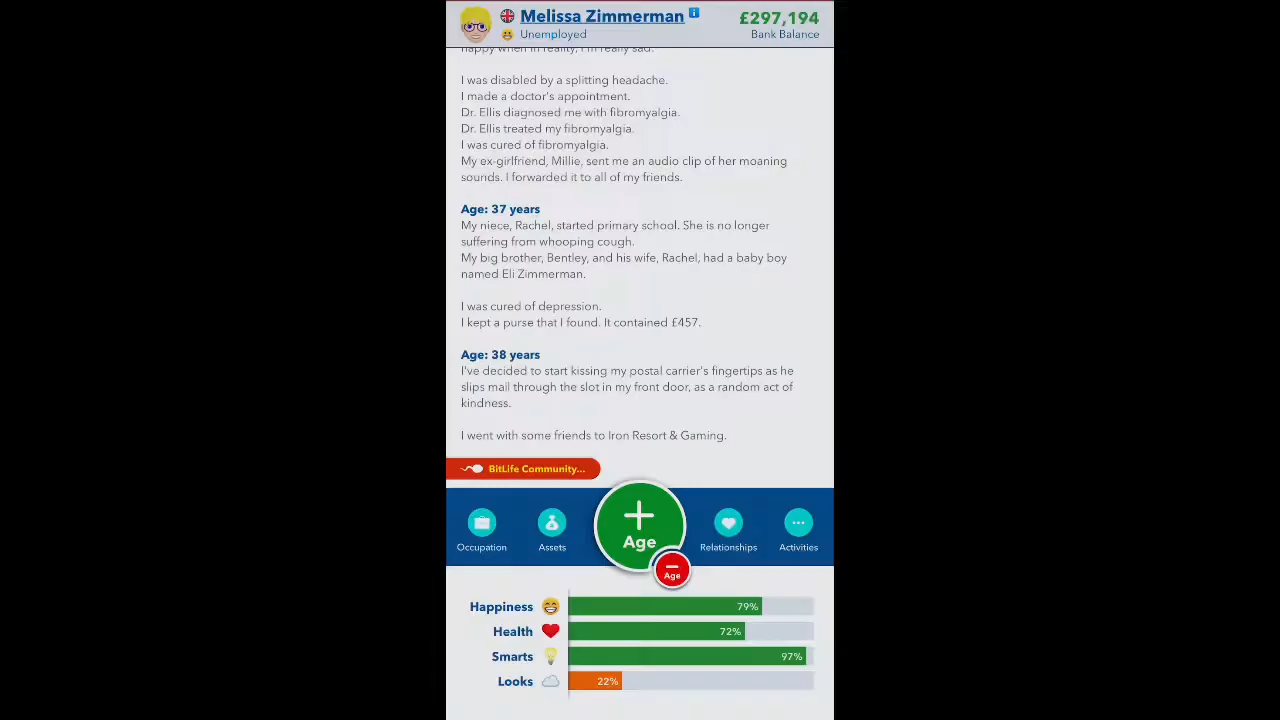 Melissa Zimmerman
£297,194
Unemployed
Bank Balance
happy when in reality, I'm really sad.
I was disabled by a splitting headache.
I made a doctor's appointment.
Dr. Ellis diagnosed me with fibromyalgia.
Dr. Ellis treated my fibromyalgia.
I was cured of fibromyalgia.
My ex-girlfriend, Millie, sent me an audio clip of her moaning
sounds. I forwarded it to all of my friends.
Age: 37 years
My niece, Rachel, started primary school. She is no longer
suffering from whooping cough.
My big brother, Bentley, and his wife, Rachel, had a baby boy
named Eli Zimmerman.
I was cured of depression.
I kept a purse that I found. It contained £457.
Age: 38 years
I've decided to start kissing my postal carrier's fingertips as he
slips mail through the slot in my front door, as a random act of
kindness.
I went with some friends to Iron Resort & Gaming.
BitLife Community...
Occupation
Assets
Age
Age
Relationships
Activities
Happiness 79%
Health 72%
Smarts 97%
Looks 22%